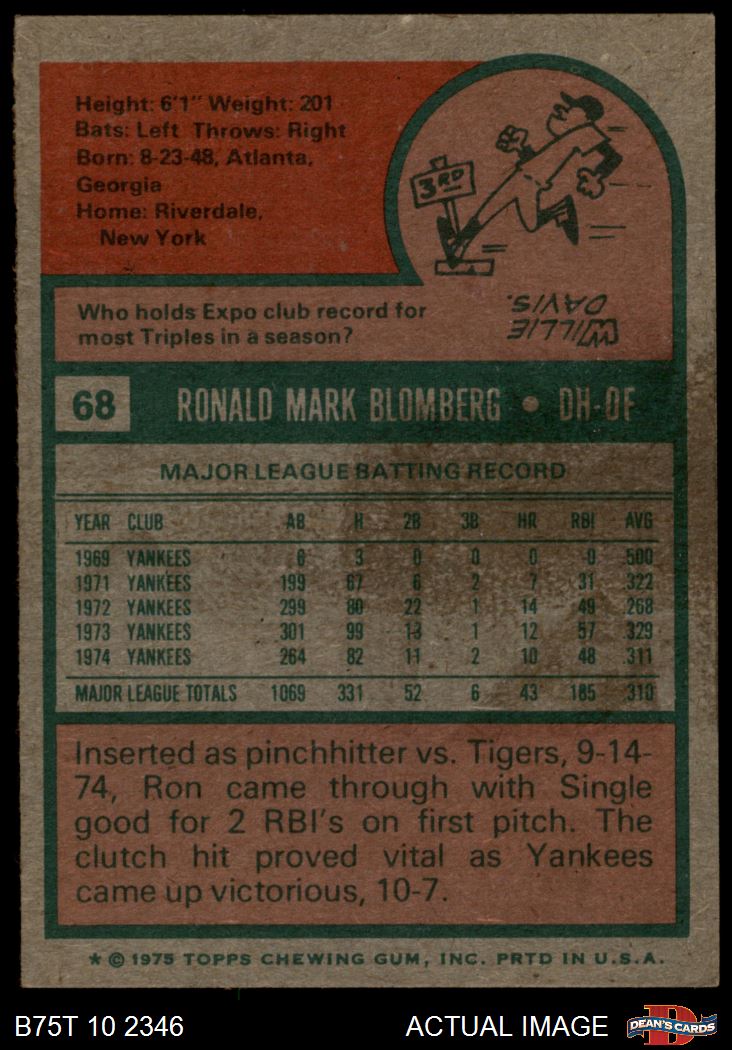 Height: 6'1" Weight: 201
Bats: Left Throws: Right
Born: 8-23-48, Atlanta,
Georgia
Home: Riverdale,
New York
3RD
WILLIE
DAVIS.
Who holds Expo club record for
most Triples in a season?
68 RONALD MARK BLOMBERG • DH-OF
MAJOR LEAGUE BATTING RECORD
YEAR CLUB AB H 2B 3B HR RBI AVG
1969 YANKEES 6 3 0 0 0 0 .500
1971 YANKEES 199 67 6 2 7 31 .322
1972 YANKEES 299 80 22 1 14 49 .268
1973 YANKEES 301 99 13 1 12 57 .329
1974 YANKEES 264 82 11 2 10 48 .311
MAJOR LEAGUE TOTALS 1069 331 52 6 43 185 .310
Inserted as pinchhitter vs. Tigers, 9-14-
74, Ron came through with Single
good for 2 RBI's on first pitch. The
clutch hit proved vital as Yankees
came up victorious, 10-7.
* © 1975 TOPPS CHEWING GUM, INC. PRTD IN U.S.A.
B75T 10 2346 ACTUAL IMAGE DEAN'S CARDS